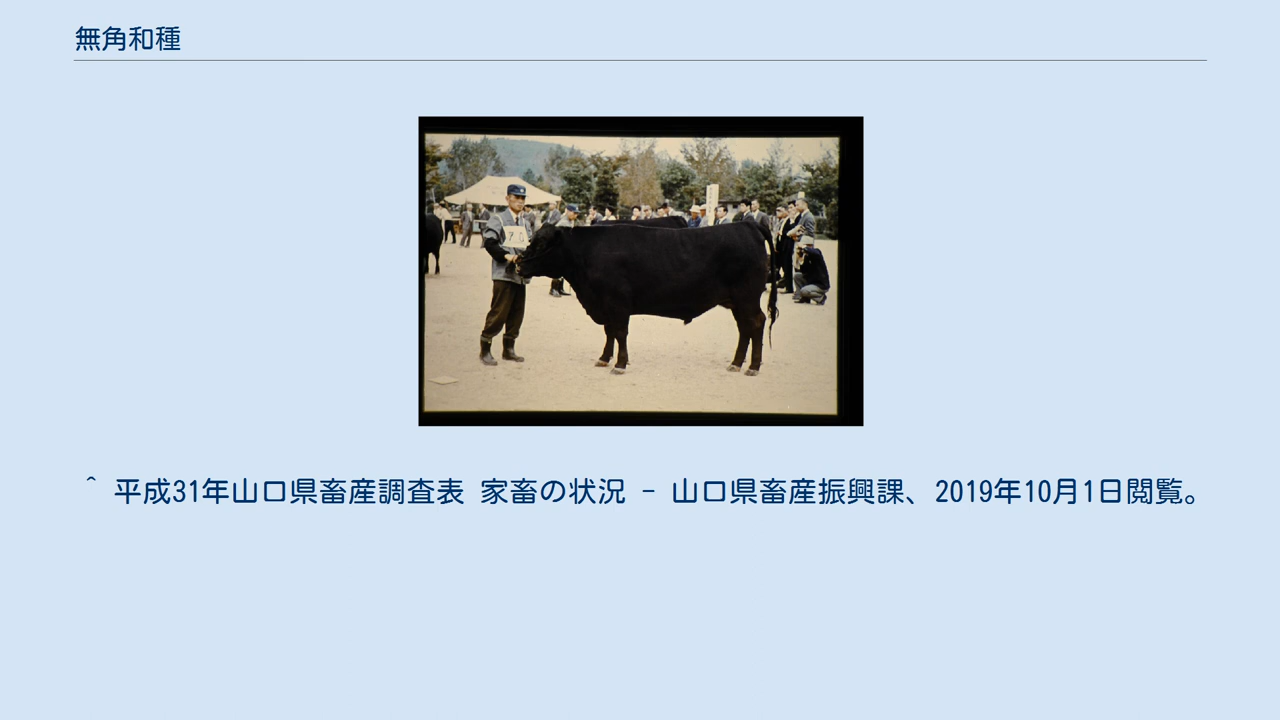 無角和種
^ 平成31年山口県畜産調査表 家畜の状況 - 山口県畜産振興課、2019年10月1日閲覧。